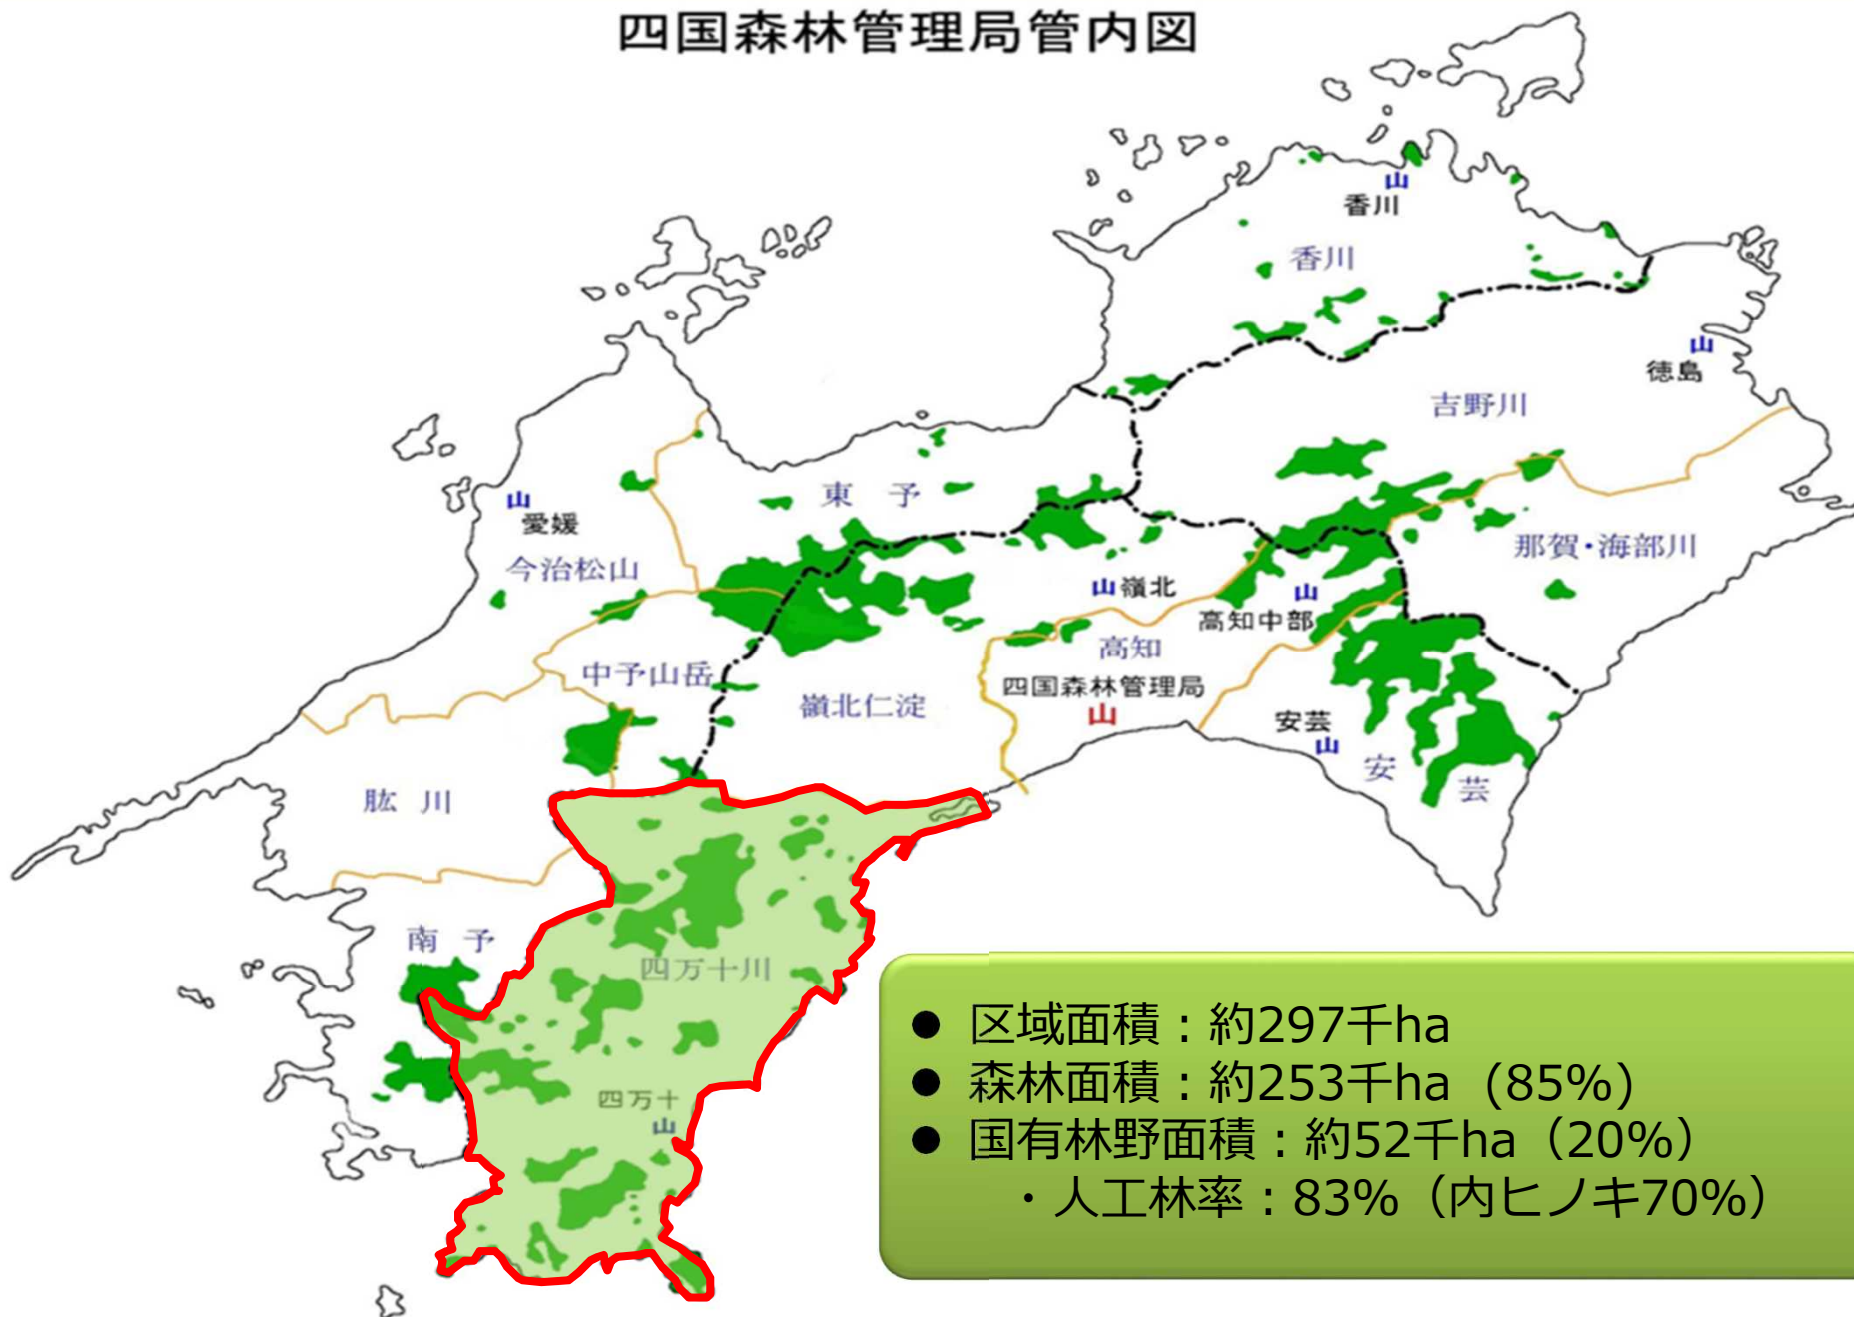 四国森林管理局管内図
香川
香川
徳島
吉野川
東 予
愛媛
今治松山
那賀・海部川
嶺北
高知中部
高知
中予山岳
四国森林管理局
嶺北仁淀
安芸
安 芸
肱 川
南 予
四万十川
四万十
● 区域面積：約297千ha
● 森林面積：約253千ha (85%)
● 国有林野面積：約52千ha（20%）
・人工林率：83%（内ヒノキ70%）